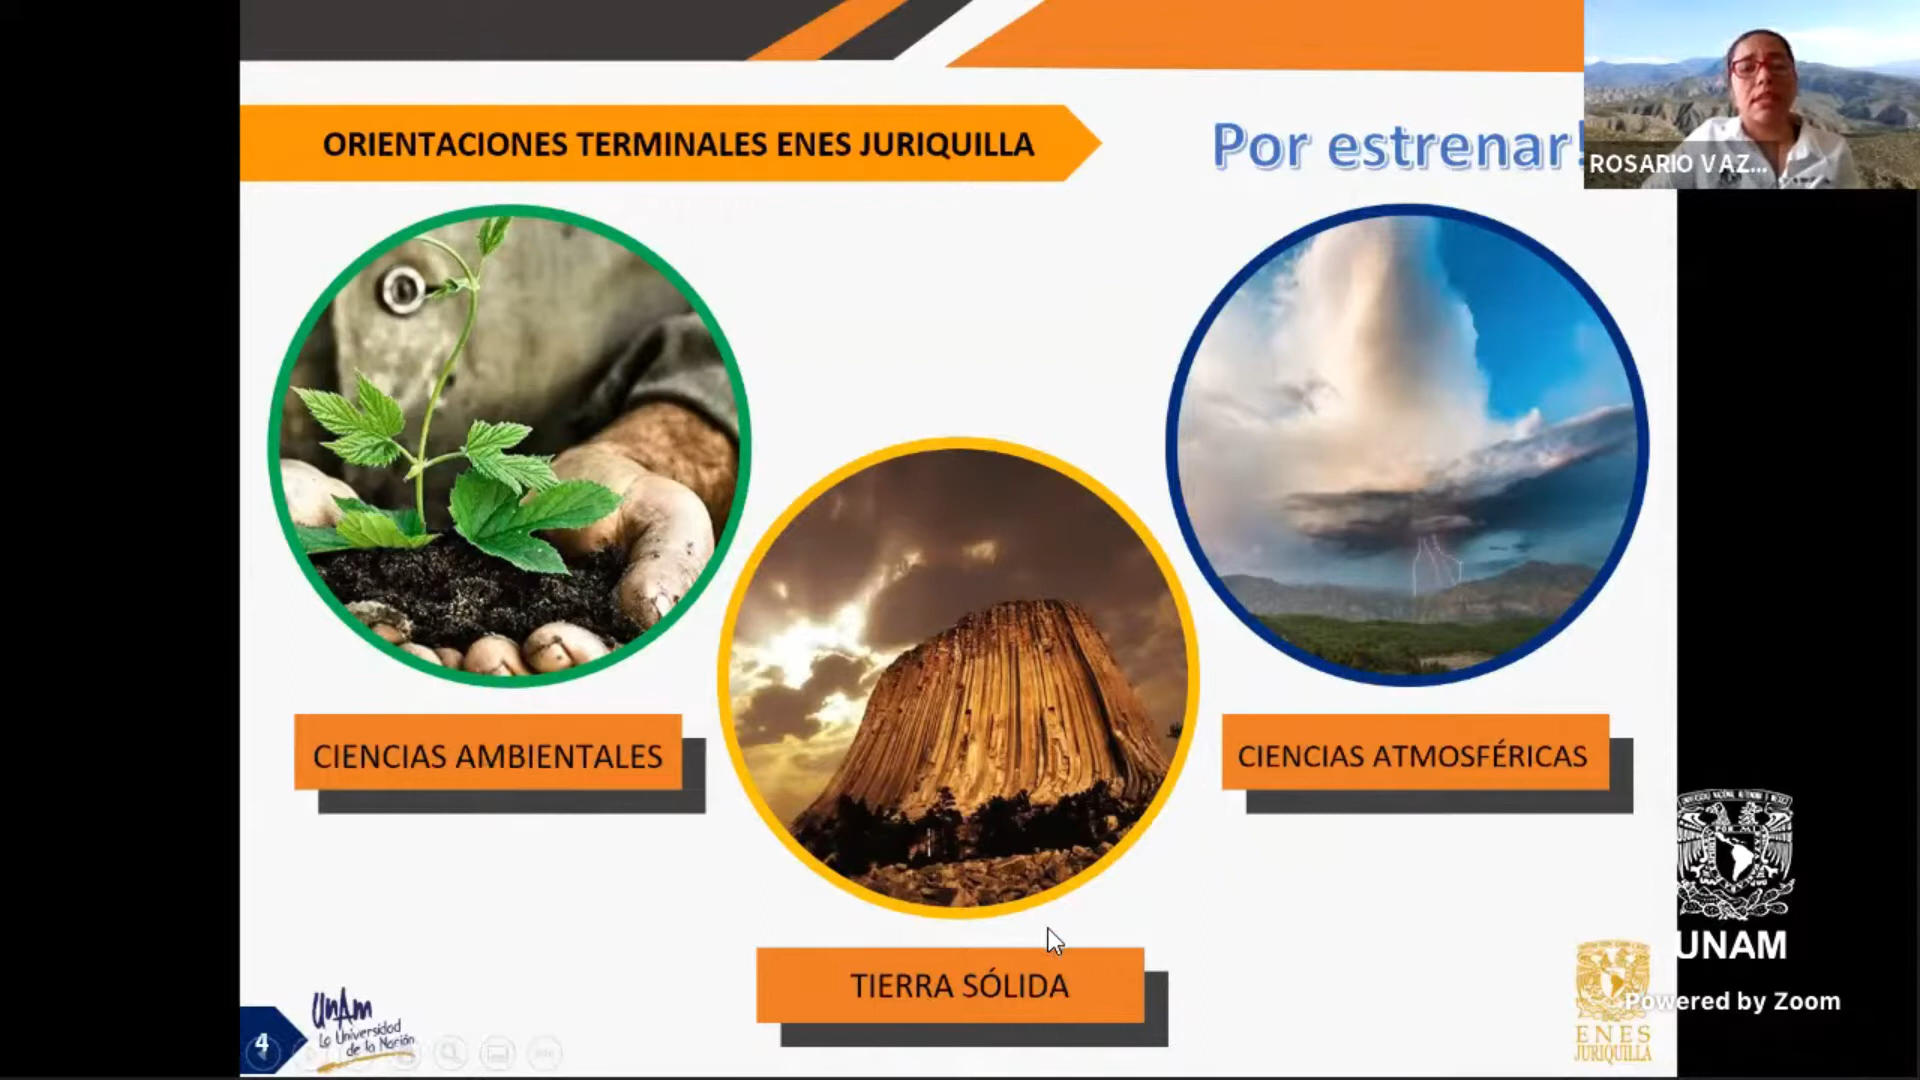 ORIENTACIONES TERMINALES ENES JURIQUILLA
Por estrenar!
ROSARIO VAZ...
CIENCIAS AMBIENTALES
CIENCIAS ATMOSFÉRICAS
TIERRA SÓLIDA
4
UNAM
La Universidad
de la Nación
UNAM
Powered by Zoom
ENES
JURIQUILLA